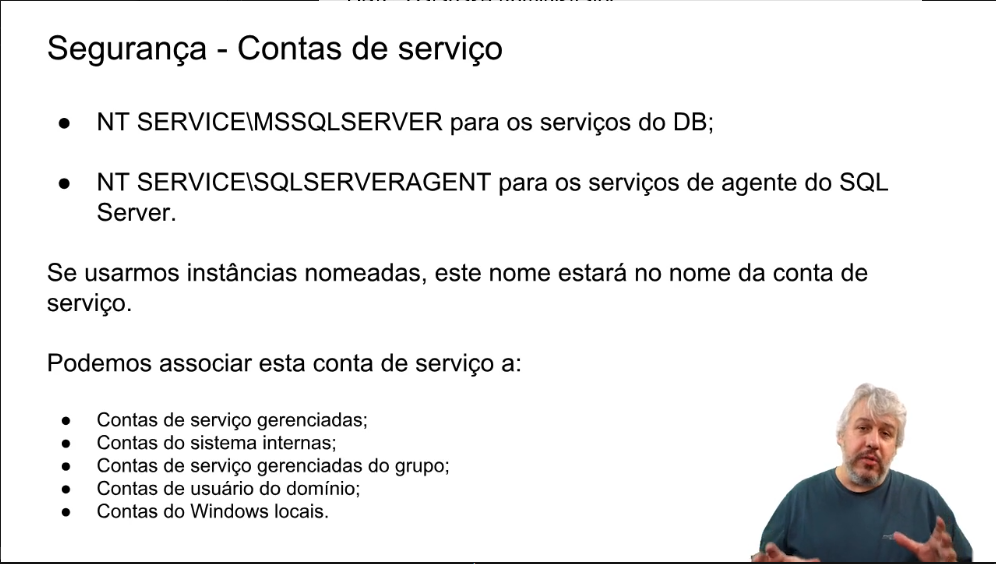 Segurança - Contas de serviço
● NT SERVICE\MSSQLSERVER para os serviços do DB;
● NT SERVICE\SQLSERVERAGENT para os serviços de agente do SQL
Server.
Se usarmos instâncias nomeadas, este nome estará no nome da conta de
serviço.
Podemos associar esta conta de serviço a:
● Contas de serviço gerenciadas;
● Contas do sistema internas;
● Contas de serviço gerenciadas do grupo;
● Contas de usuário do domínio;
● Contas do Windows locais.